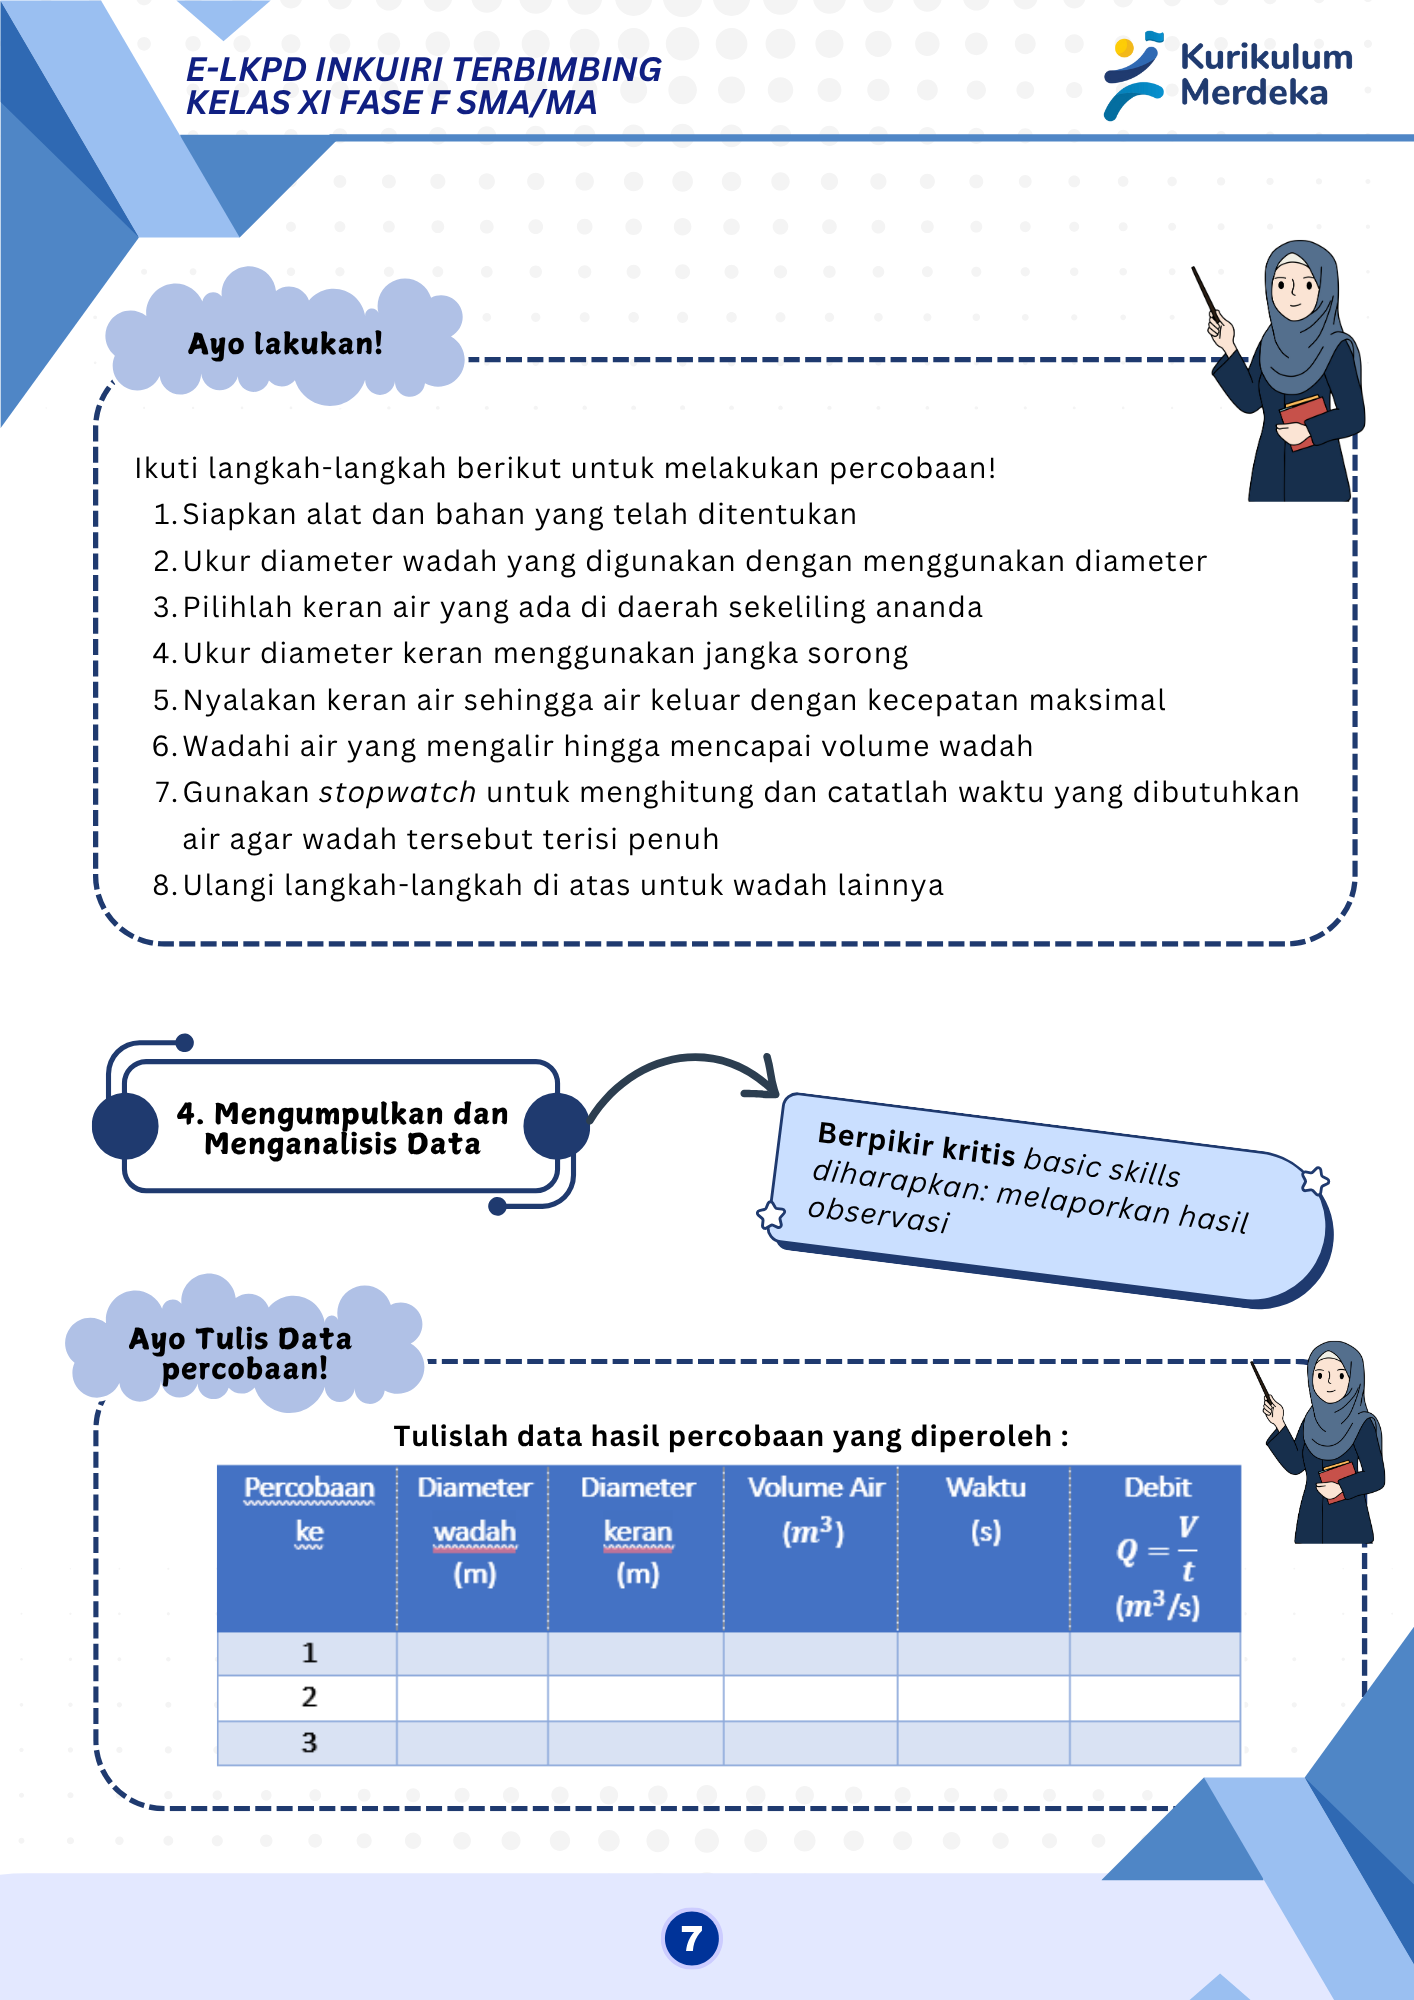 E-LKPD INKUIRI TERBIMBING
KELAS XI FASE F SMA/MA
Kurikulum
Merdeka
Ayo lakukan!
Ikuti langkah-langkah berikut untuk melakukan percobaan!
1. Siapkan alat dan bahan yang telah ditentukan
2. Ukur diameter wadah yang digunakan dengan menggunakan diameter
3. Pilihlah keran air yang ada di daerah sekeliling ananda
4. Ukur diameter keran menggunakan jangka sorong
5. Nyalakan keran air sehingga air keluar dengan kecepatan maksimal
6. Wadahi air yang mengalir hingga mencapai volume wadah
7. Gunakan stopwatch untuk menghitung dan catatlah waktu yang dibutuhkan
air agar wadah tersebut terisi penuh
8. Ulangi langkah-langkah di atas untuk wadah lainnya
4. Mengumpulkan dan
Menganalisis Data
Berpikir kritis basic skills
diharapkan: melaporkan hasil
observasi
Ayo Tulis Data
percobaan!
Tulislah data hasil percobaan yang diperoleh :
Percobaan
ke
Diameter
wadah
(m)
Diameter
keran
(m)
Volume Air
(m³)
Waktu
(s)
Debit
Q = V/t
(m³/s)
1
2
3
7